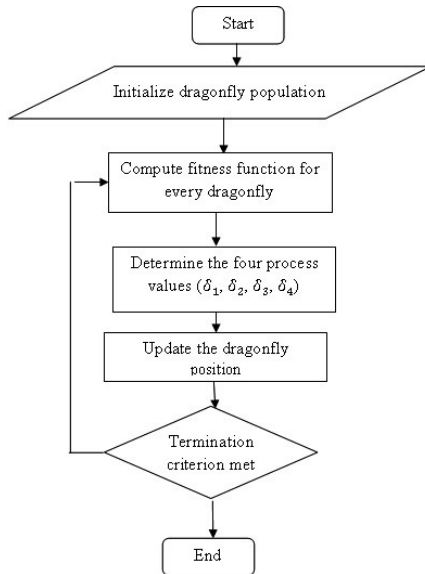 Start
Initialize dragonfly population
Compute fitness function for
every dragonfly
Determine the four process
values (δ₁, δ₂, δ₃, δ₄)
Update the dragonfly
position
Termination
criterion met
End